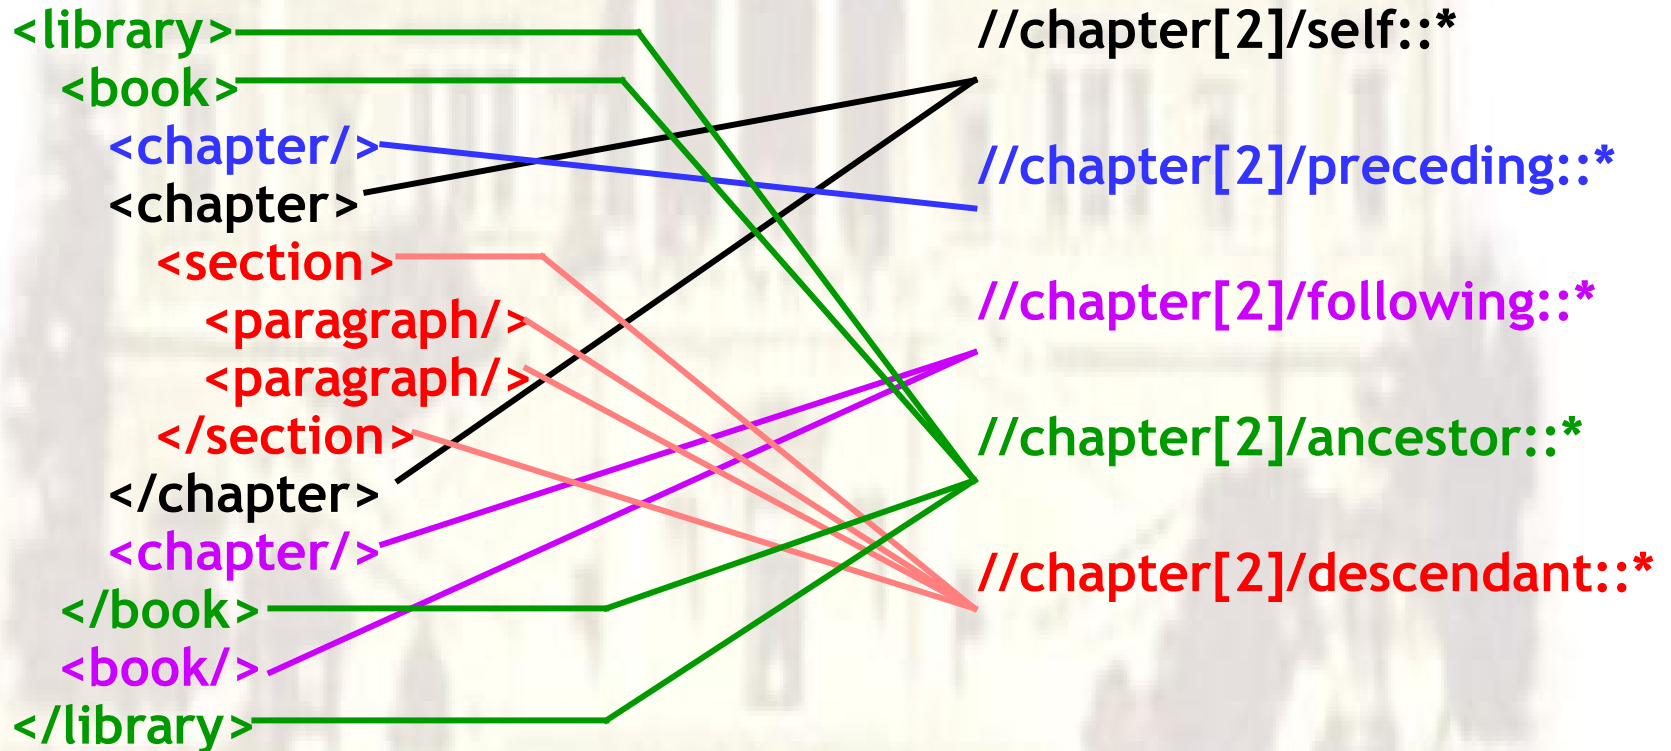 <library>
<book>
<chapter/>
<chapter>
<section>
<paragraph/>
<paragraph/>
</section>
</chapter>
<chapter/>
</book>
<book/>
</library>
//chapter[2]/self::*
//chapter[2]/preceding::*
//chapter[2]/following::*
//chapter[2]/ancestor::*
//chapter[2]/descendant::*